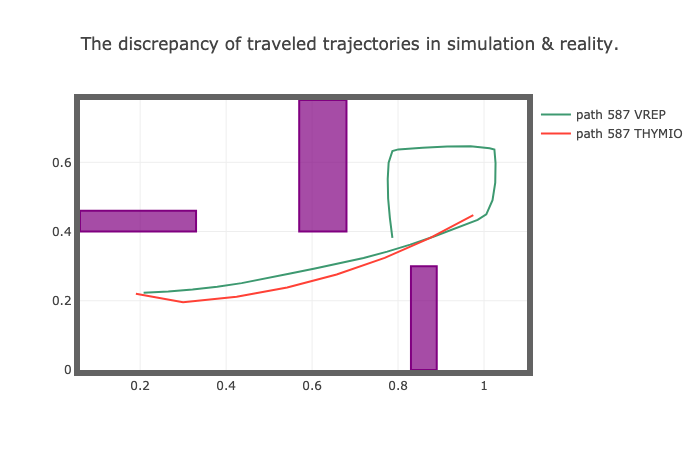 The discrepancy of traveled trajectories in simulation & reality.
path 587 VREP
path 587 THYMIO
0.6
0.4
0.2
0
0.2 0.4 0.6 0.8 1